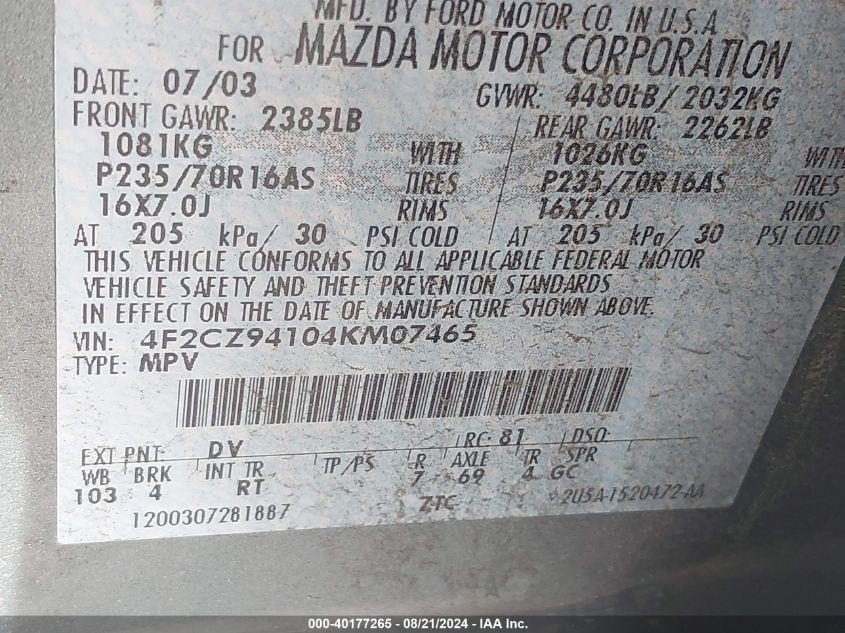 MFD. BY FORD MOTOR CO. IN U.S.A
FOR MAZDA MOTOR CORPORATION
DATE: 07/03 GVWR: 4480LB/ 2032KG
FRONT GAWR: 2385LB REAR GAWR: 2262LB
1081KG WITH 1026KG WITH
P235/70R16AS TIRES P235/70R16AS TIRES
16X7.0J RIMS 16X7.0J RIMS
AT 205 kPa/ 30 PSI COLD AT 205 kPa/ 30 PSI COLD
THIS VEHICLE CONFORMS TO ALL APPLICABLE FEDERAL MOTOR
VEHICLE SAFETY AND THEFT PREVENTION STANDARDS
IN EFFECT ON THE DATE OF MANUFACTURE SHOWN ABOVE.
VIN: 4F2CZ94104KM07465
TYPE: MPV
EXT PNT: DV RC: 81 DSO:
WB BRK INT TR TP/PS R AXLE TR SPR
103 4 RT 7 69 4 GC
1200307281887 7TC 2U5A-1520472-AA
000-40177265 - 08/21/2024 - IAA Inc.